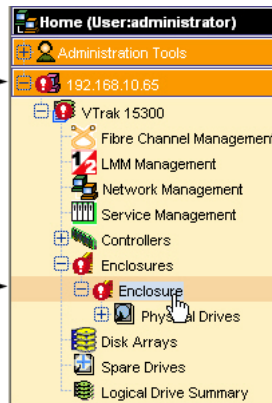 Home (User:administrator)
Administration Tools
192.168.10.65
VTrak 15300
Fibre Channel Management
LMM Management
Network Management
Service Management
Controllers
Enclosures
Enclosure
Physical Drives
Disk Arrays
Spare Drives
Logical Drive Summary